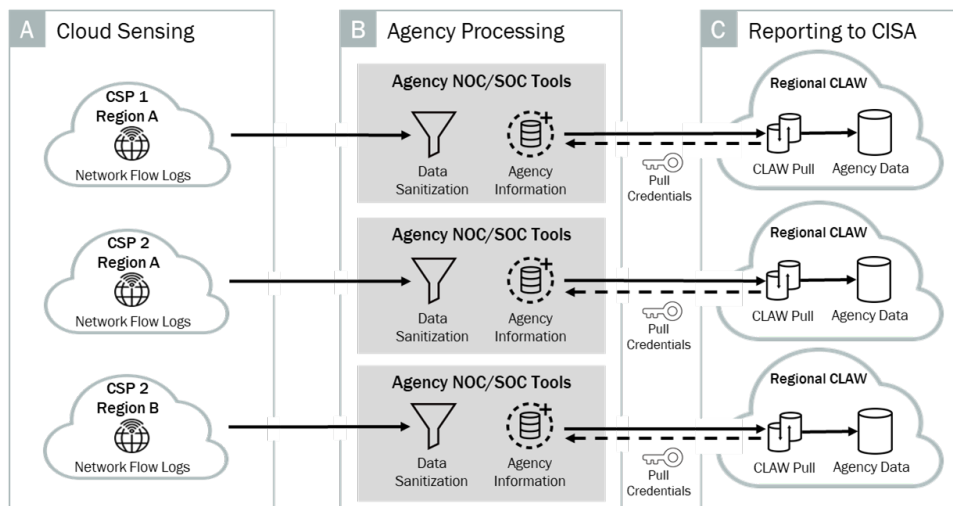 A Cloud Sensing
B Agency Processing
C Reporting to CISA
CSP 1
Region A
Network Flow Logs
Agency NOC/SOC Tools
Data
Sanitization
Agency
Information
Pull
Credentials
Regional CLAW
CLAW Pull
Agency Data
CSP 2
Region A
Network Flow Logs
Agency NOC/SOC Tools
Data
Sanitization
Agency
Information
Pull
Credentials
Regional CLAW
CLAW Pull
Agency Data
CSP 2
Region B
Network Flow Logs
Agency NOC/SOC Tools
Data
Sanitization
Agency
Information
Pull
Credentials
Regional CLAW
CLAW Pull
Agency Data